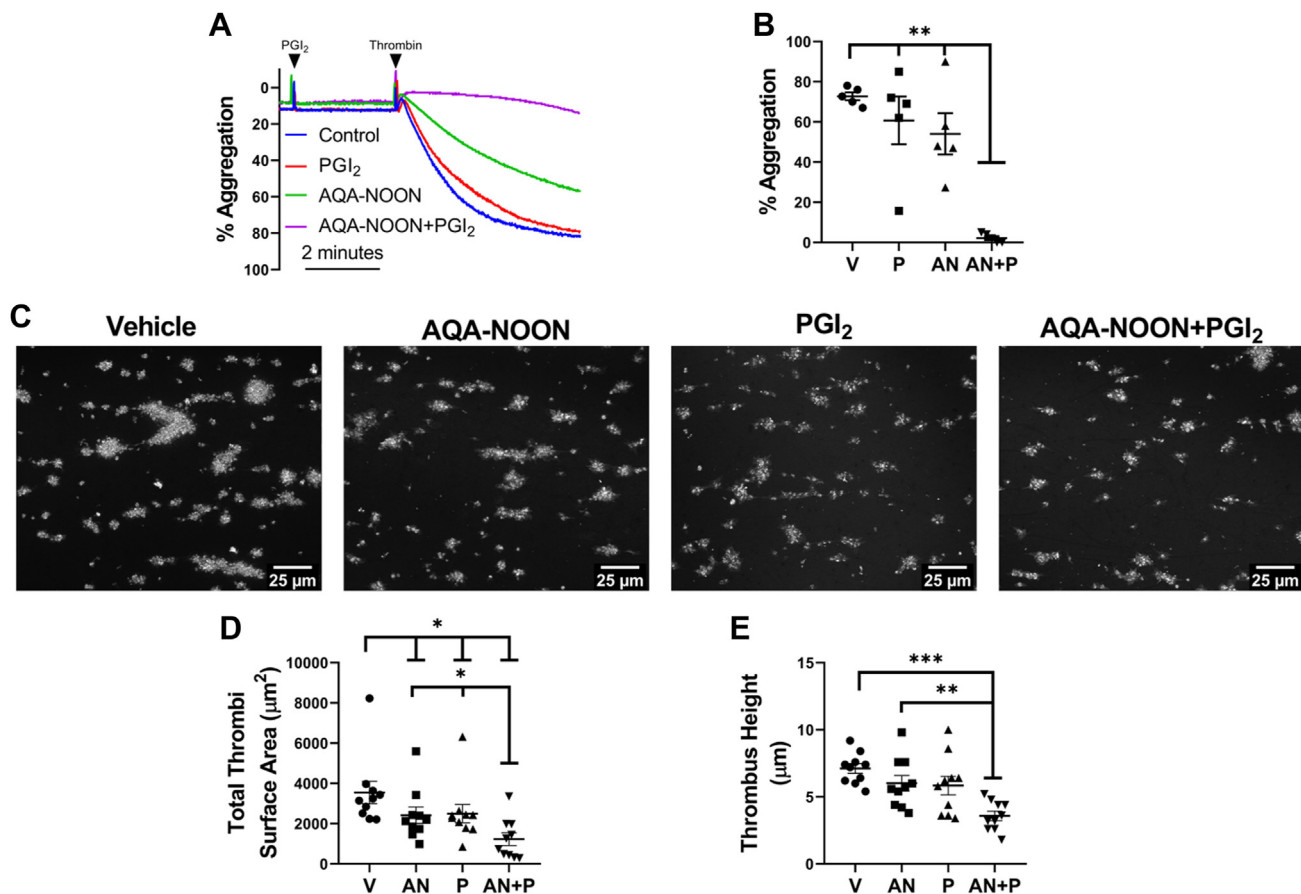 A
PGI₂
Thrombin
% Aggregation
0
20
40
60
80
100
Control
PGI₂
AQA-NOON
AQA-NOON+PGI₂
2 minutes
B
**
% Aggregation
100
80
60
40
20
0
V P AN AN+P
C
Vehicle
AQA-NOON
PGI₂
AQA-NOON+PGI₂
25 µm
25 µm
25 µm
25 µm
D
*
*
Total Thrombi
Surface Area (µm²)
10000
8000
6000
4000
2000
0
V AN P AN+P
E
***
**
Thrombus Height
(µm)
15
10
5
0
V AN P AN+P